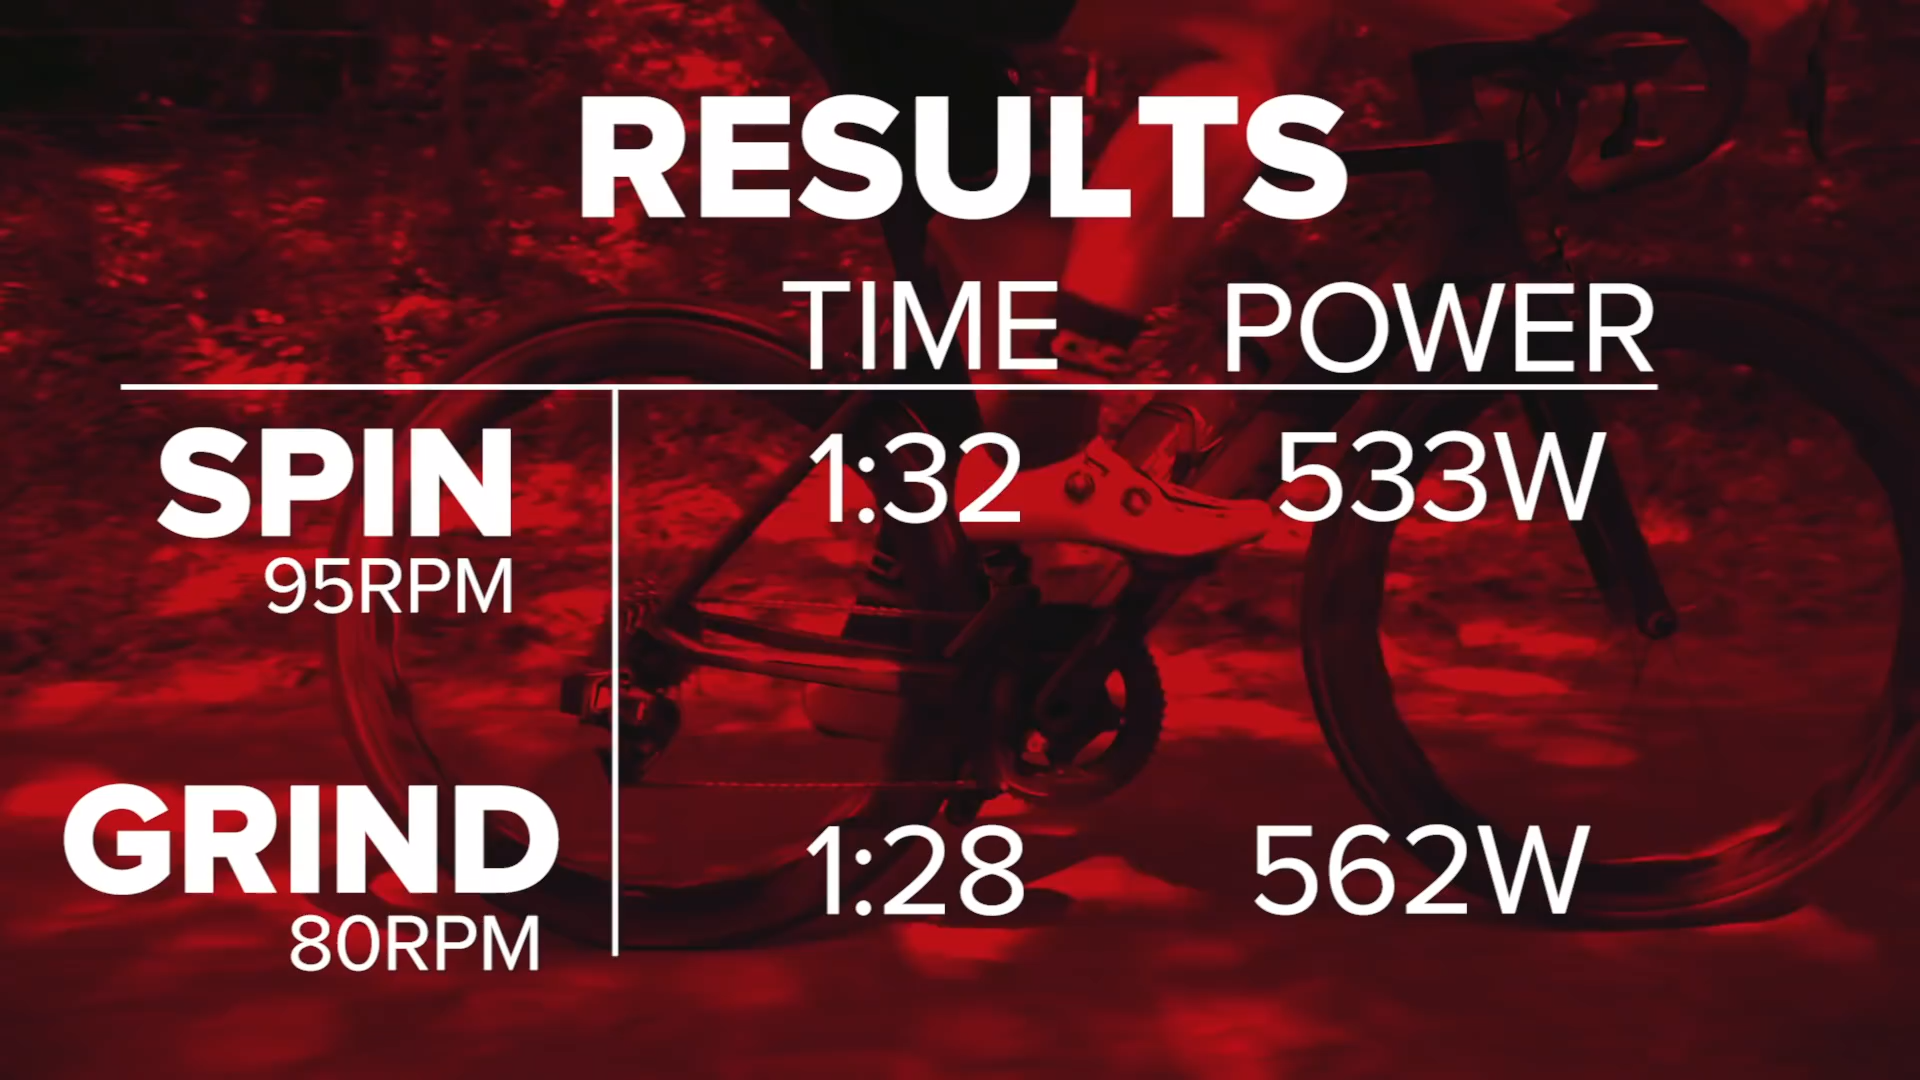 RESULTS
TIME POWER
SPIN 1:32 533W
95RPM
GRIND 1:28 562W
80RPM